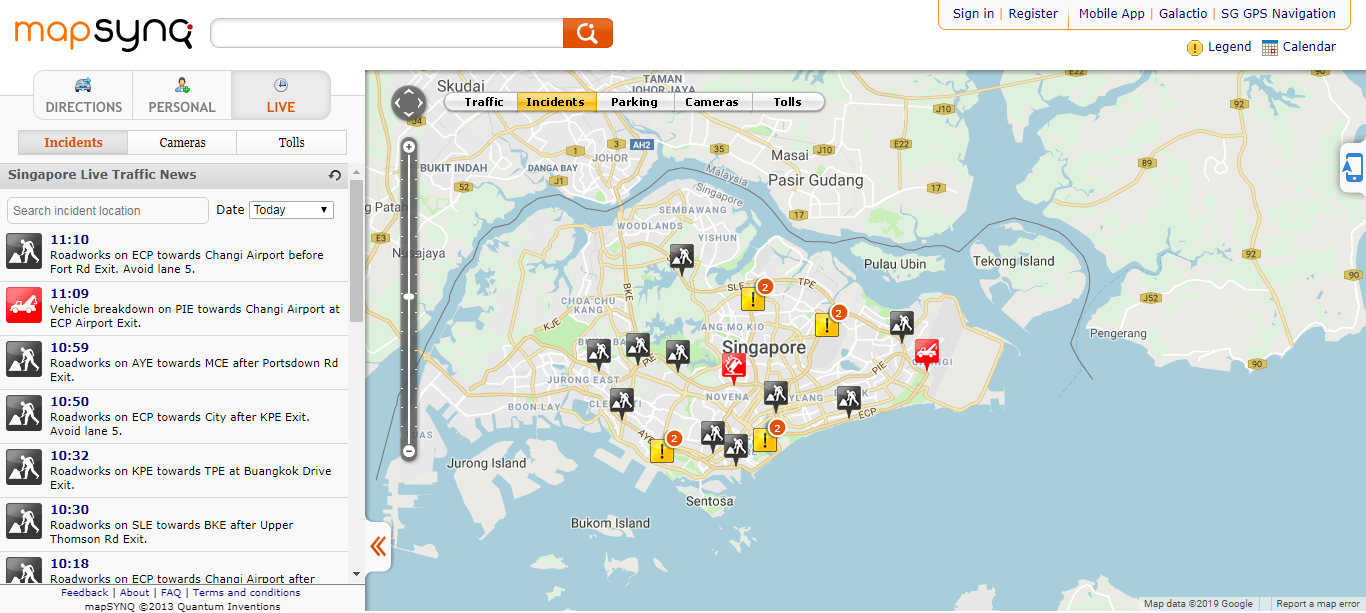 mapsynq
Sign in | Register | Mobile App | Galactio | SG GPS Navigation
Legend Calendar
DIRECTIONS PERSONAL LIVE
Incidents Cameras Tolls
Singapore Live Traffic News
Search incident location Date Today
11:10
Roadworks on ECP towards Changi Airport before
Fort Rd Exit. Avoid lane 5.
11:09
Vehicle breakdown on PIE towards Changi Airport at
ECP Airport Exit.
10:59
Roadworks on AYE towards MCE after Portsdown Rd
Exit.
10:50
Roadworks on ECP towards City after KPE Exit.
Avoid lane 5.
10:32
Roadworks on KPE towards TPE at Buangkok Drive
Exit.
10:30
Roadworks on SLE towards BKE after Upper
Thomson Rd Exit.
10:18
Roadworks on ECP towards Changi Airport after
Feedback | About | FAQ | Terms and conditions
mapSYNQ ©2013 Quantum Inventions
Traffic Incidents Parking Cameras Tolls
Skudai
TAMAN
JOHOR JAYA
E22
90
J10
92
J4
1
3
AH2
35
J10
E22
JOHOR
Masai
BUKIT INDAH
DANGA BAY
89
52
J1
Malaysia
Singapore
Pasir Gudang
17
g Patah
SEMBAWANG
17
WOODLANDS
E3
YISHUN
Nusajaya
92
Pulau Ubin
Tekong Island
90
BKE
SLE
2
TPE
J52
CHOA CHU
KANG
2
KJE
ANG MO KIO
Pengerang
Singapore
PIE
PIE
90
JURONG EAST
NOVENA
BOON LAY
ECP
AYE
2
2
Jurong Island
Sentosa
Bukom Island
Map data ©2019 Google Report a map error